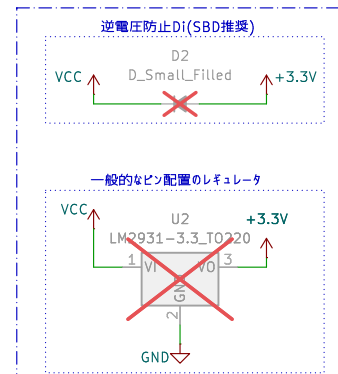 逆電圧防止Di(SBD推奨)
D2
VCC D_Small_Filled +3.3V
一般的なピン配置のレギュレータ
VCC U2 +3.3V
LM2931-3.3_TO220
1 VI VO 3
GND
2
GND